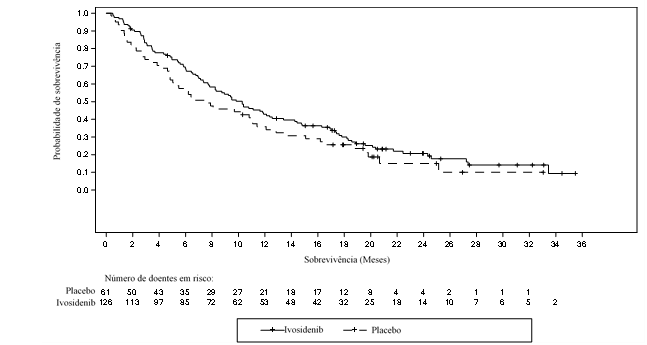 Probabilidade de sobrevivência
1.0
0.9
0.8
0.7
0.6
0.5
0.4
0.3
0.2
0.1
0.0
0 2 4 6 8 10 12 14 16 18 20 22 24 26 28 30 32 34 36
Sobrevivência (Meses)
Número de doentes em risco:
Placebo 61 50 43 35 29 27 21 18 17 12 8 4 4 2 1 1 1
Ivosidenib 126 113 97 85 72 62 53 48 42 32 25 18 14 10 7 6 5 2
Ivosidenib Placebo